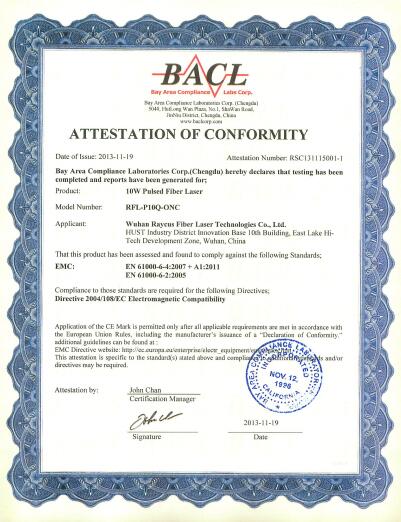 BACL
Bay Area Compliance Labs Corp.
Bay Area Compliance Laboratories Corp. (Chengdu)
5040, HuiLong Wan Plaza, No.1, ShaWan Road,
JinNiu District, Chengdu, China
www.baclcorp.com
ATTESTATION OF CONFORMITY
Date of Issue: 2013-11-19 Attestation Number: RSC131115001-1
Bay Area Compliance Laboratories Corp.(Chengdu) hereby declares that testing has been
completed and reports have been generated for;
Product: 10W Pulsed Fiber Laser
Model Number: RFL-P10Q-ONC
Applicant: Wuhan Raycus Fiber Laser Technologies Co., Ltd.
HUST Industry District Innovation Base 10th Building, East Lake Hi-
Tech Development Zone, Wuhan, China
That this product has been assessed and found to comply against the following Standards;
EMC: EN 61000-6-4:2007 + A1:2011
EN 61000-6-2:2005
Compliance to those standards are required for the following Directives;
Directive 2004/108/EC Electromagnetic Compatibility
Application of the CE Mark is permitted only after all applicable requirements are met in accordance with
the European Union Rules, including the manufacturer's issuance of a "Declaration of Conformity."
additional guidelines can be found at :
EMC Directive website: http://ec.europa.eu/enterprise/electr_equipment/
This attestation is specific to the standard(s) stated above and compliance to additional standards and/or
directives may be required.
BAY AREA COMPLIANCE LABORATORY
INCORPORATED
NOV. 12,
1996
CALIFORNIA
Attestation by: John Chan
Certification Manager
2013-11-19
Signature Date